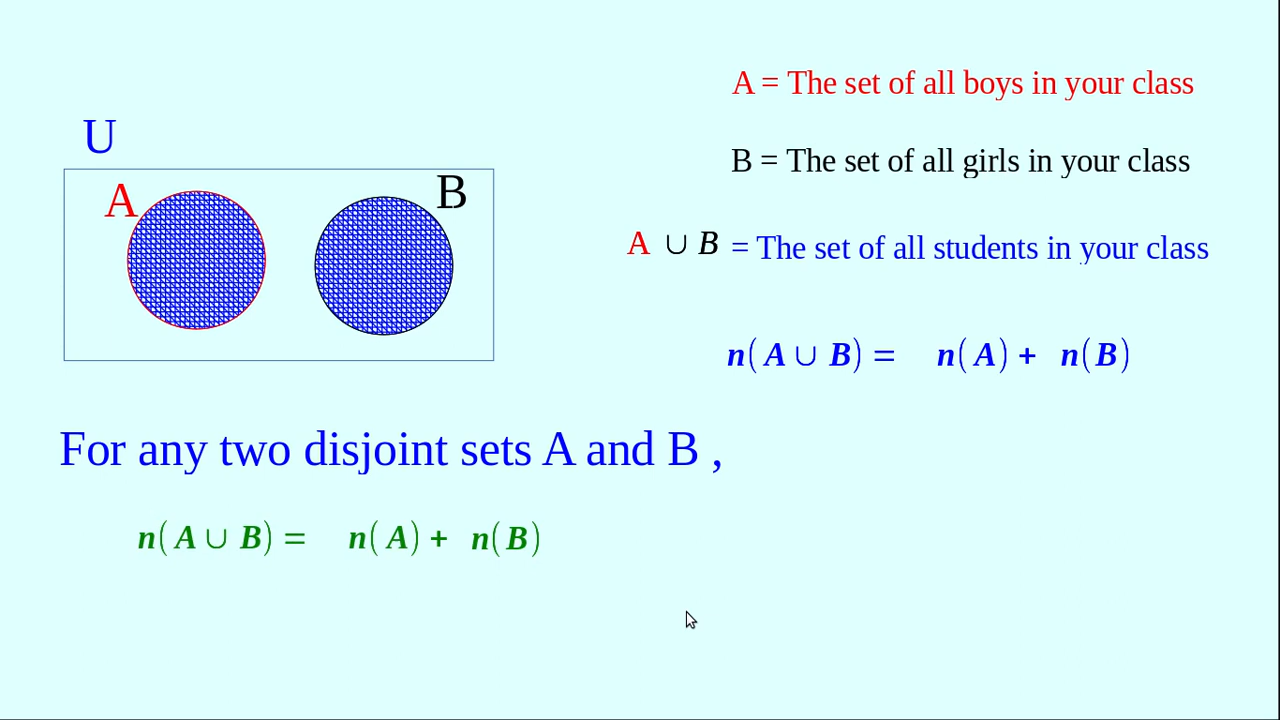 A = The set of all boys in your class
U
B = The set of all girls in your class
A B
A ∪ B = The set of all students in your class
n( A ∪ B) = n( A) + n( B)
For any two disjoint sets A and B ,
n( A ∪ B) = n( A) + n( B)